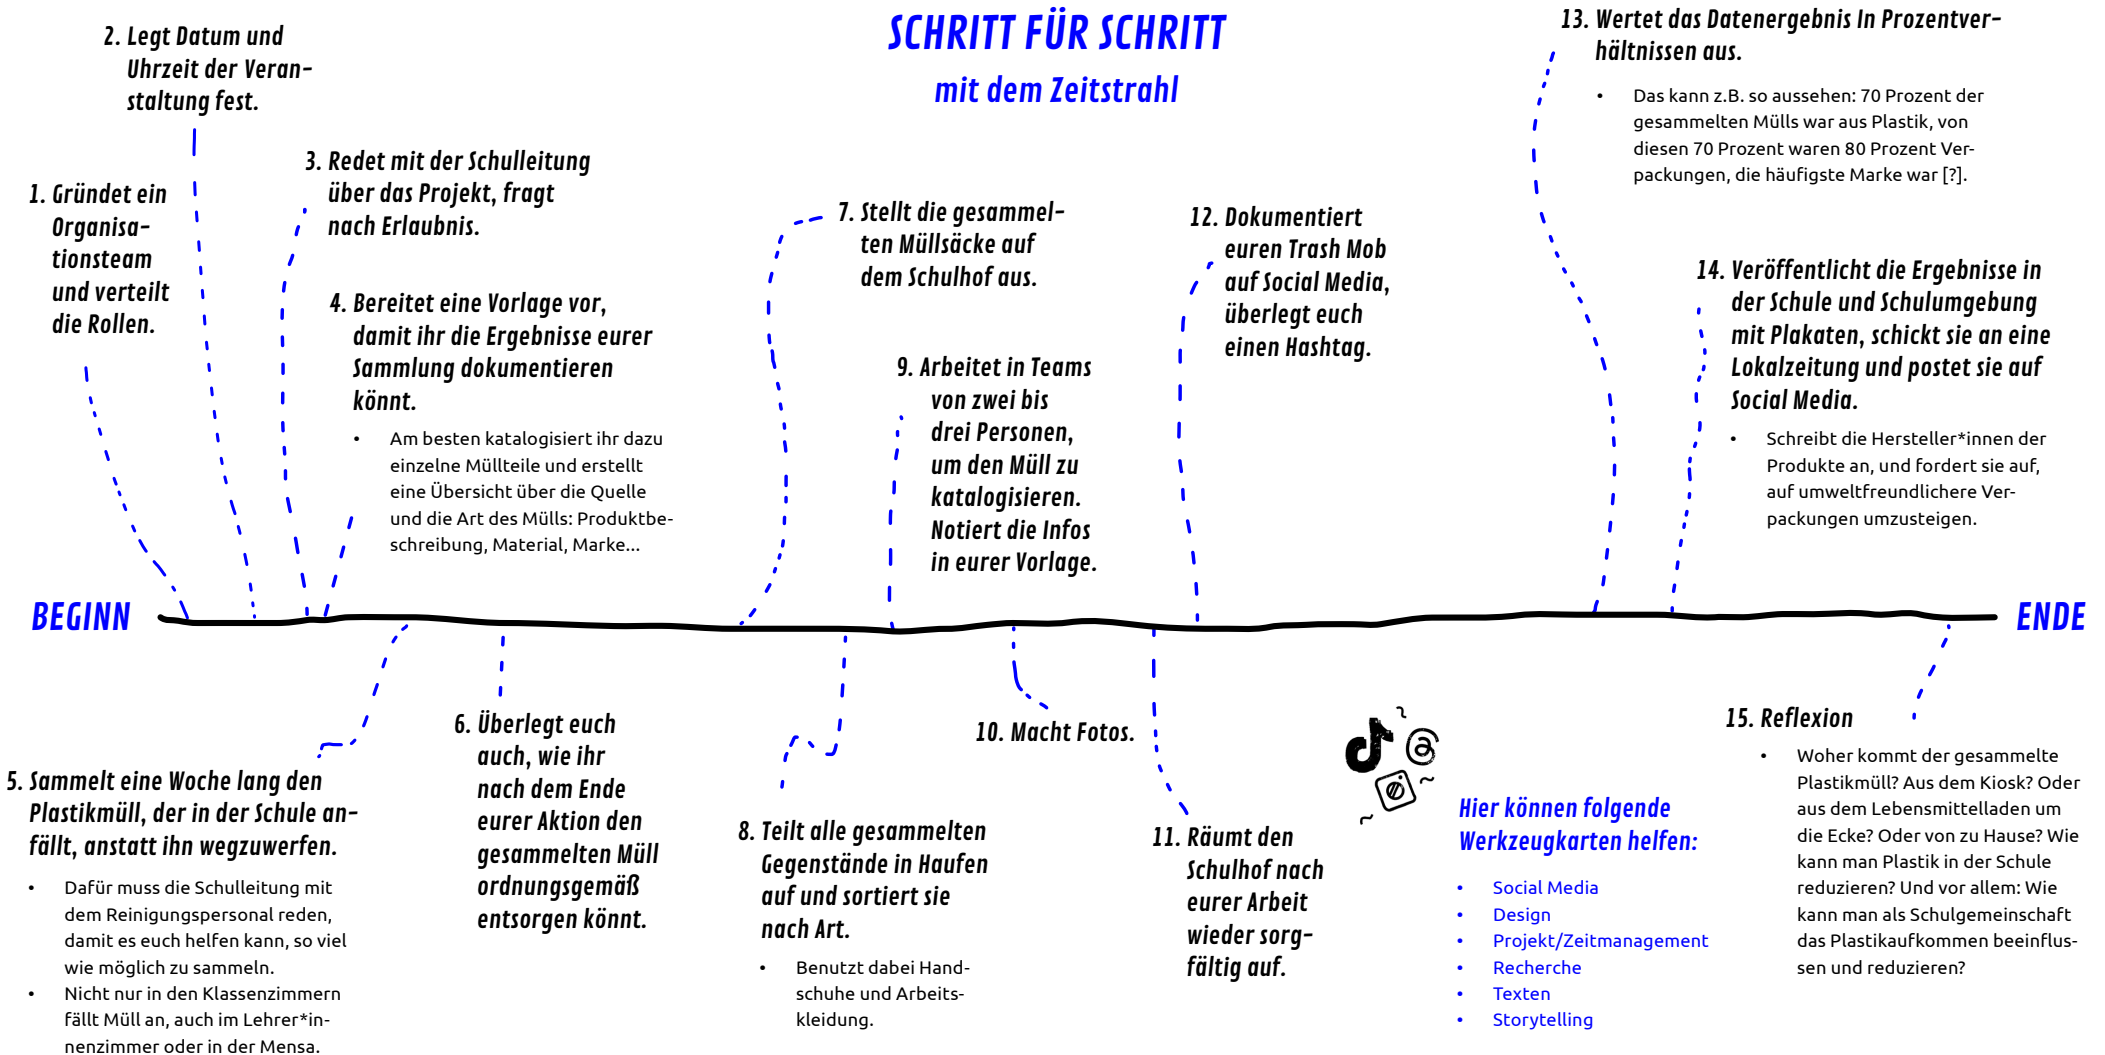 SCHRITT FÜR SCHRITT
mit dem Zeitstrahl
BEGINN
ENDE
1. Gründet ein
Organisa-
tionsteam
und verteilt
die Rollen.
2. Legt Datum und
Uhrzeit der Veran-
staltung fest.
3. Redet mit der Schulleitung
über das Projekt, fragt
nach Erlaubnis.
4. Bereitet eine Vorlage vor,
damit ihr die Ergebnisse eurer
Sammlung dokumentieren
könnt.
• Am besten katalogisiert ihr dazu
einzelne Müllteile und erstellt
eine Übersicht über die Quelle
und die Art des Mülls: Produktbe-
schreibung, Material, Marke...
5. Sammelt eine Woche lang den
Plastikmüll, der in der Schule an-
fällt, anstatt ihn wegzuwerfen.
• Dafür muss die Schulleitung mit
dem Reinigungspersonal reden,
damit es euch helfen kann, so viel
wie möglich zu sammeln.
• Nicht nur in den Klassenzimmern
fällt Müll an, auch im Lehrer*in-
nenzimmer oder in der Mensa.
6. Überlegt euch
auch, wie ihr
nach dem Ende
eurer Aktion den
gesammelten Müll
ordnungsgemäß
entsorgen könnt.
7. Stellt die gesammel-
ten Müllsäcke auf
dem Schulhof aus.
8. Teilt alle gesammelten
Gegenstände in Haufen
auf und sortiert sie
nach Art.
• Benutzt dabei Hand-
schuhe und Arbeits-
kleidung.
9. Arbeitet in Teams
von zwei bis
drei Personen,
um den Müll zu
katalogisieren.
Notiert die Infos
in eurer Vorlage.
10. Macht Fotos.
11. Räumt den
Schulhof nach
eurer Arbeit
wieder sorg-
fältig auf.
12. Dokumentiert
euren Trash Mob
auf Social Media,
überlegt euch
einen Hashtag.
13. Wertet das Datenergebnis In Prozentver-
hältnissen aus.
• Das kann z.B. so aussehen: 70 Prozent der
gesammelten Mülls war aus Plastik, von
diesen 70 Prozent waren 80 Prozent Ver-
packungen, die häufigste Marke war [?].
14. Veröffentlicht die Ergebnisse in
der Schule und Schulumgebung
mit Plakaten, schickt sie an eine
Lokalzeitung und postet sie auf
Social Media.
• Schreibt die Hersteller*innen der
Produkte an, und fordert sie auf,
auf umweltfreundlichere Ver-
packungen umzusteigen.
15. Reflexion
• Woher kommt der gesammelte
Plastikmüll? Aus dem Kiosk? Oder
aus dem Lebensmittelladen um
die Ecke? Oder von zu Hause? Wie
kann man Plastik in der Schule
reduzieren? Und vor allem: Wie
kann man als Schulgemeinschaft
das Plastikaufkommen beeinflus-
sen und reduzieren?
@
Hier können folgende
Werkzeugkarten helfen:
• Social Media
• Design
• Projekt/Zeitmanagement
• Recherche
• Texten
• Storytelling